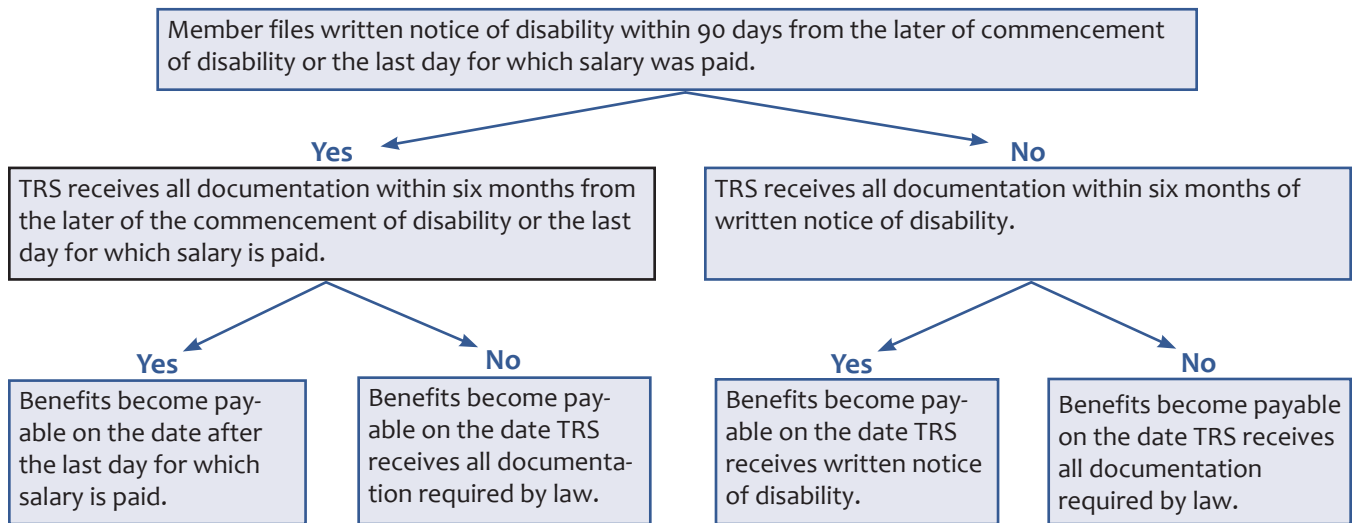 Member files written notice of disability within 90 days from the later of commencement
of disability or the last day for which salary was paid.
Yes
No
TRS receives all documentation within six months from
the later of the commencement of disability or the last
day for which salary is paid.
TRS receives all documentation within six months of
written notice of disability.
Yes
No
Yes
No
Benefits become pay-
able on the date after
the last day for which
salary is paid.
Benefits become pay-
able on the date TRS
receives all documenta-
tion required by law.
Benefits become pay-
able on the date TRS
receives written notice
of disability.
Benefits become payable
on the date TRS receives
all documentation
required by law.